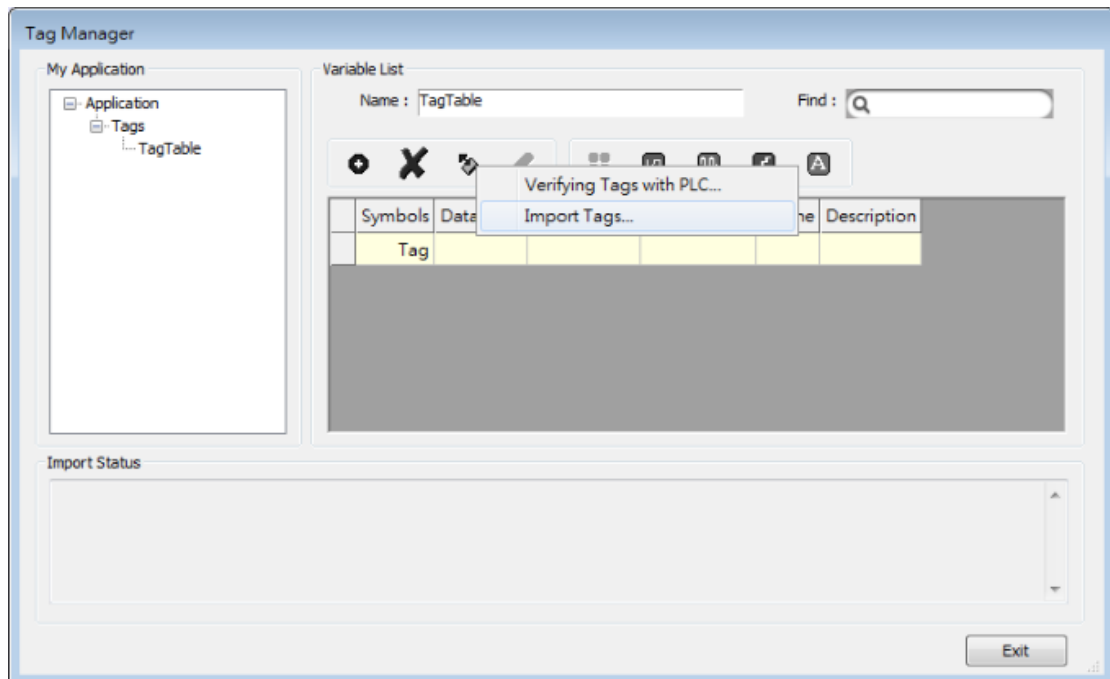 Tag Manager
My Application
Application
Tags
TagTable
Variable List
Name : TagTable
Find :
A
Verifying Tags with PLC...
Import Tags...
Symbols Data
Description
Tag
Import Status
Exit